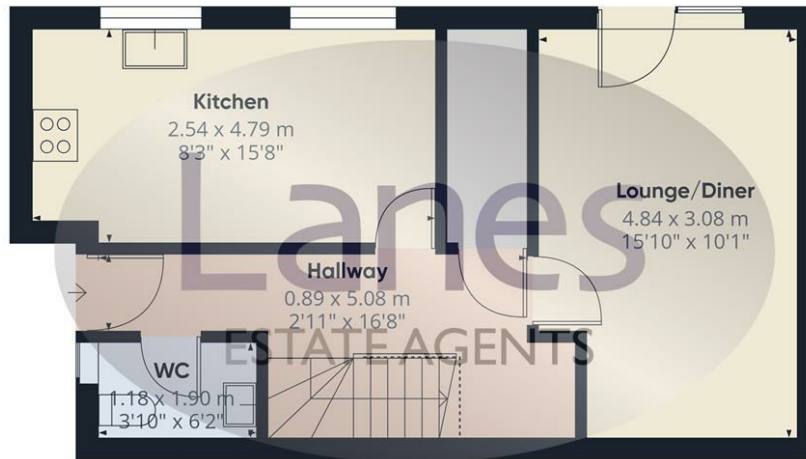 Kitchen
2.54 x 4.79 m
8'3" x 15'8"
Lounge/Diner
4.84 x 3.08 m
15'10" x 10'1"
Lanes
Hallway
0.89 x 5.08 m
2'11" x 16'8"
ESTATE AGENTS
WC
1.18 x 1.90 m
3'10" x 6'2"